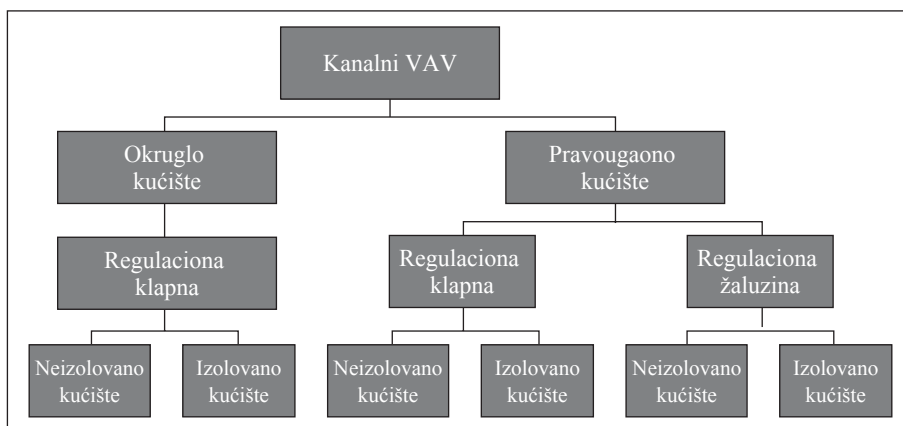 Kanalni VAV
Okruglo
kućište
Pravougaono
kućište
Regulaciona
klapna
Regulaciona
klapna
Regulaciona
žaluzina
Neizolovano
kućište
Izolovano
kućište
Neizolovano
kućište
Izolovano
kućište
Neizolovano
kućište
Izolovano
kućište